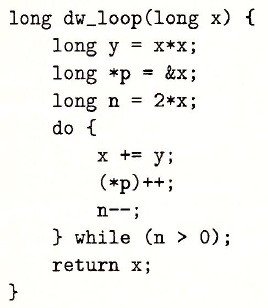 long dw_loop(long x) {
    long y = x*x;
    long *p = &x;
    long n = 2*x;
    do {
        x += y;
        (*p)++;
        n--;
    } while (n > 0);
    return x;
}